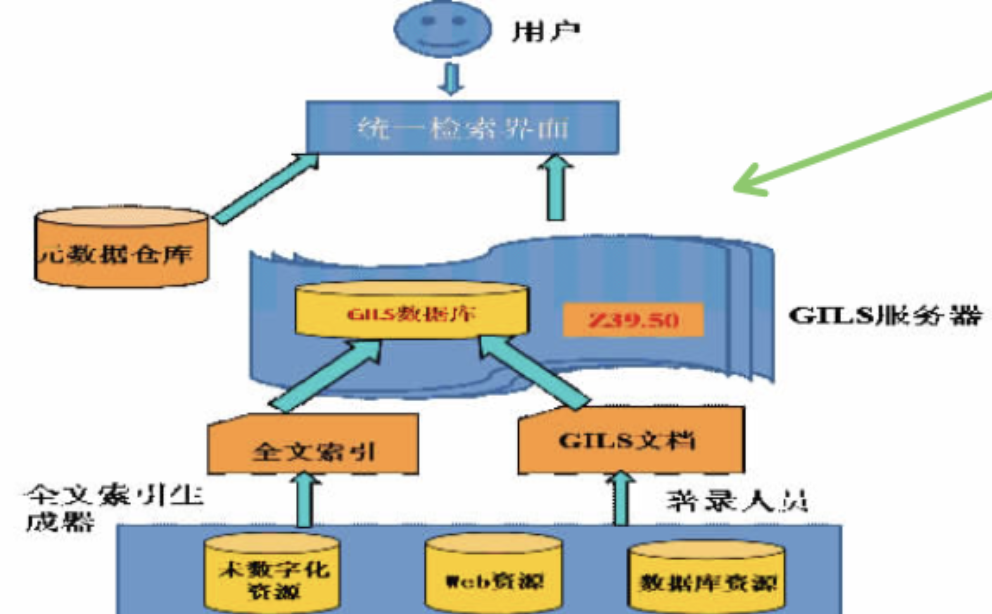 用户
统一检索界面
元数据仓库
GILS数据库
Z39.50
GILS服务器
全文索引
GILS文档
全文索引生
成器
著录人员
未数字化
资源
Web资源
数据库资源